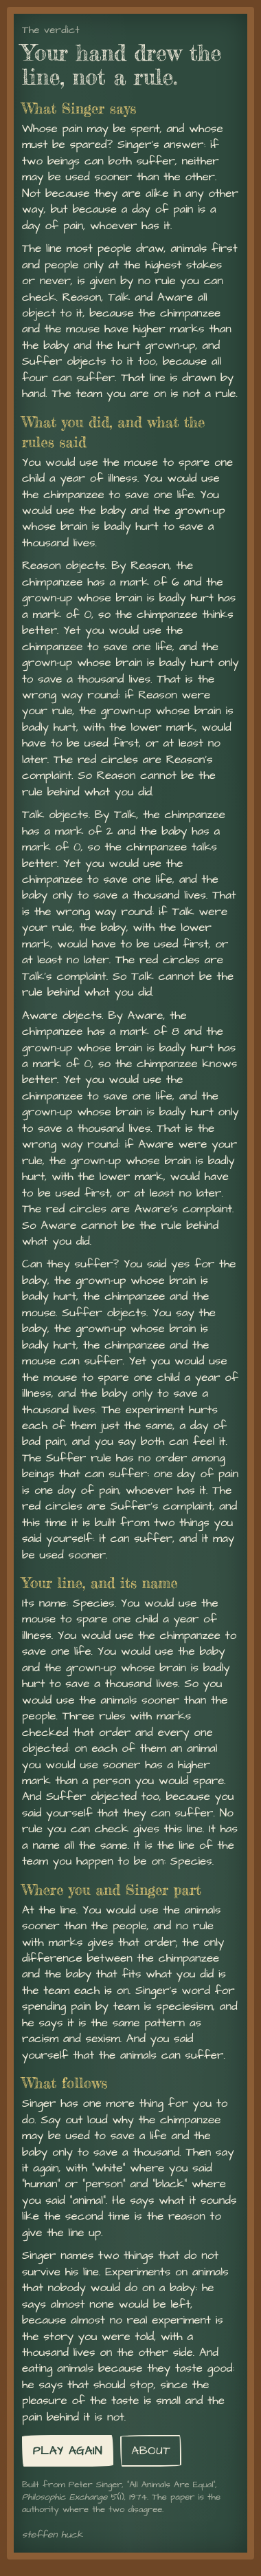 The verdict
Your hand drew the
line, not a rule.
What Singer says
Whose pain may be spent, and whose
must be spared? Singer's answer: if
two beings can both suffer, neither
may be used sooner than the other.
Not because they are alike in any other
way, but because a day of pain is a
day of pain, whoever has it.
The line most people draw, animals first
and people only at the highest stakes
or never, is given by no rule you can
check. Reason, Talk and Aware all
object to it, because the chimpanzee
and the mouse have higher marks than
the baby and the hurt grown-up, and
Suffer objects to it too, because all
four can suffer. That line is drawn by
hand. The team you are on is not a rule.
What you did, and what the
rules said
You would use the mouse to spare one
child a year of illness. You would use
the chimpanzee to save one life. You
would use the baby and the grown-up
whose brain is badly hurt to save a
thousand lives.
Reason objects. By Reason, the
chimpanzee has a mark of 6 and the
grown-up whose brain is badly hurt has
a mark of 0, so the chimpanzee thinks
better. Yet you would use the
chimpanzee to save one life, and the
grown-up whose brain is badly hurt only
to save a thousand lives. That is the
wrong way round: if Reason were
your rule, the grown-up whose brain is
badly hurt, with the lower mark, would
have to be used first, or at least no
later. The red circles are Reason's
complaint. So Reason cannot be the
rule behind what you did.
Talk objects. By Talk, the chimpanzee
has a mark of 2 and the baby has a
mark of 0, so the chimpanzee talks
better. Yet you would use the
chimpanzee to save one life, and the
baby only to save a thousand lives. That
is the wrong way round: if Talk were
your rule, the baby, with the lower
mark, would have to be used first, or
at least no later. The red circles are
Talk's complaint. So Talk cannot be the
rule behind what you did.
Aware objects. By Aware, the
chimpanzee has a mark of 8 and the
grown-up whose brain is badly hurt has
a mark of 0, so the chimpanzee knows
better. Yet you would use the
chimpanzee to save one life, and the
grown-up whose brain is badly hurt only
to save a thousand lives. That is the
wrong way round: if Aware were your
rule, the grown-up whose brain is badly
hurt, with the lower mark, would have
to be used first, or at least no later.
The red circles are Aware's complaint.
So Aware cannot be the rule behind
what you did.
Can they suffer? You said yes for the
baby, the grown-up whose brain is
badly hurt, the chimpanzee and the
mouse. Suffer objects. You say the
baby, the grown-up whose brain is
badly hurt, the chimpanzee and the
mouse can suffer. Yet you would use
the mouse to spare one child a year of
illness, and the baby only to save a
thousand lives. The experiment hurts
each of them just the same, a day of
bad pain, and you say both can feel it.
The Suffer rule has no order among
beings that can suffer: one day of pain
is one day of pain, whoever has it. The
red circles are Suffer's complaint, and
this time it is built from two things you
said yourself: it can suffer, and it may
be used sooner.
Your line, and its name
Its name: Species. You would use the
mouse to spare one child a year of
illness. You would use the chimpanzee to
save one life. You would use the baby
and the grown-up whose brain is badly
hurt to save a thousand lives. So you
would use the animals sooner than the
people. Three rules with marks
checked that order and every one
objected: on each of them an animal
you would use sooner has a higher
mark than a person you would spare.
And Suffer objected too, because you
said yourself that they can suffer. No
rule you can check gives this line. It has
a name all the same. It is the line of the
team you happen to be on: Species.
Where you and Singer part
At the line. You would use the animals
sooner than the people, and no rule
with marks gives that order; the only
difference between the chimpanzee
and the baby that fits what you did is
the team each is on. Singer's word for
spending pain by team is speciesism, and
he says it is the same pattern as
racism and sexism. And you said
yourself that the animals can suffer.
What follows
Singer has one more thing for you to
do. Say out loud why the chimpanzee
may be used to save a life and the
baby only to save a thousand. Then say
it again, with "white" where you said
"human" or "person" and "black" where
you said "animal". He says what it sounds
like the second time is the reason to
give the line up.
Singer names two things that do not
survive his line. Experiments on animals
that nobody would do on a baby: he
says almost none would be left,
because almost no real experiment is
the story you were told, with a
thousand lives on the other side. And
eating animals because they taste good:
he says that should stop, since the
pleasure of the taste is small and the
pain behind it is not.
PLAY AGAIN ABOUT
Built from Peter Singer, "All Animals Are Equal",
Philosophic Exchange 5(1), 1974. The paper is the
authority where the two disagree.
steffen huck